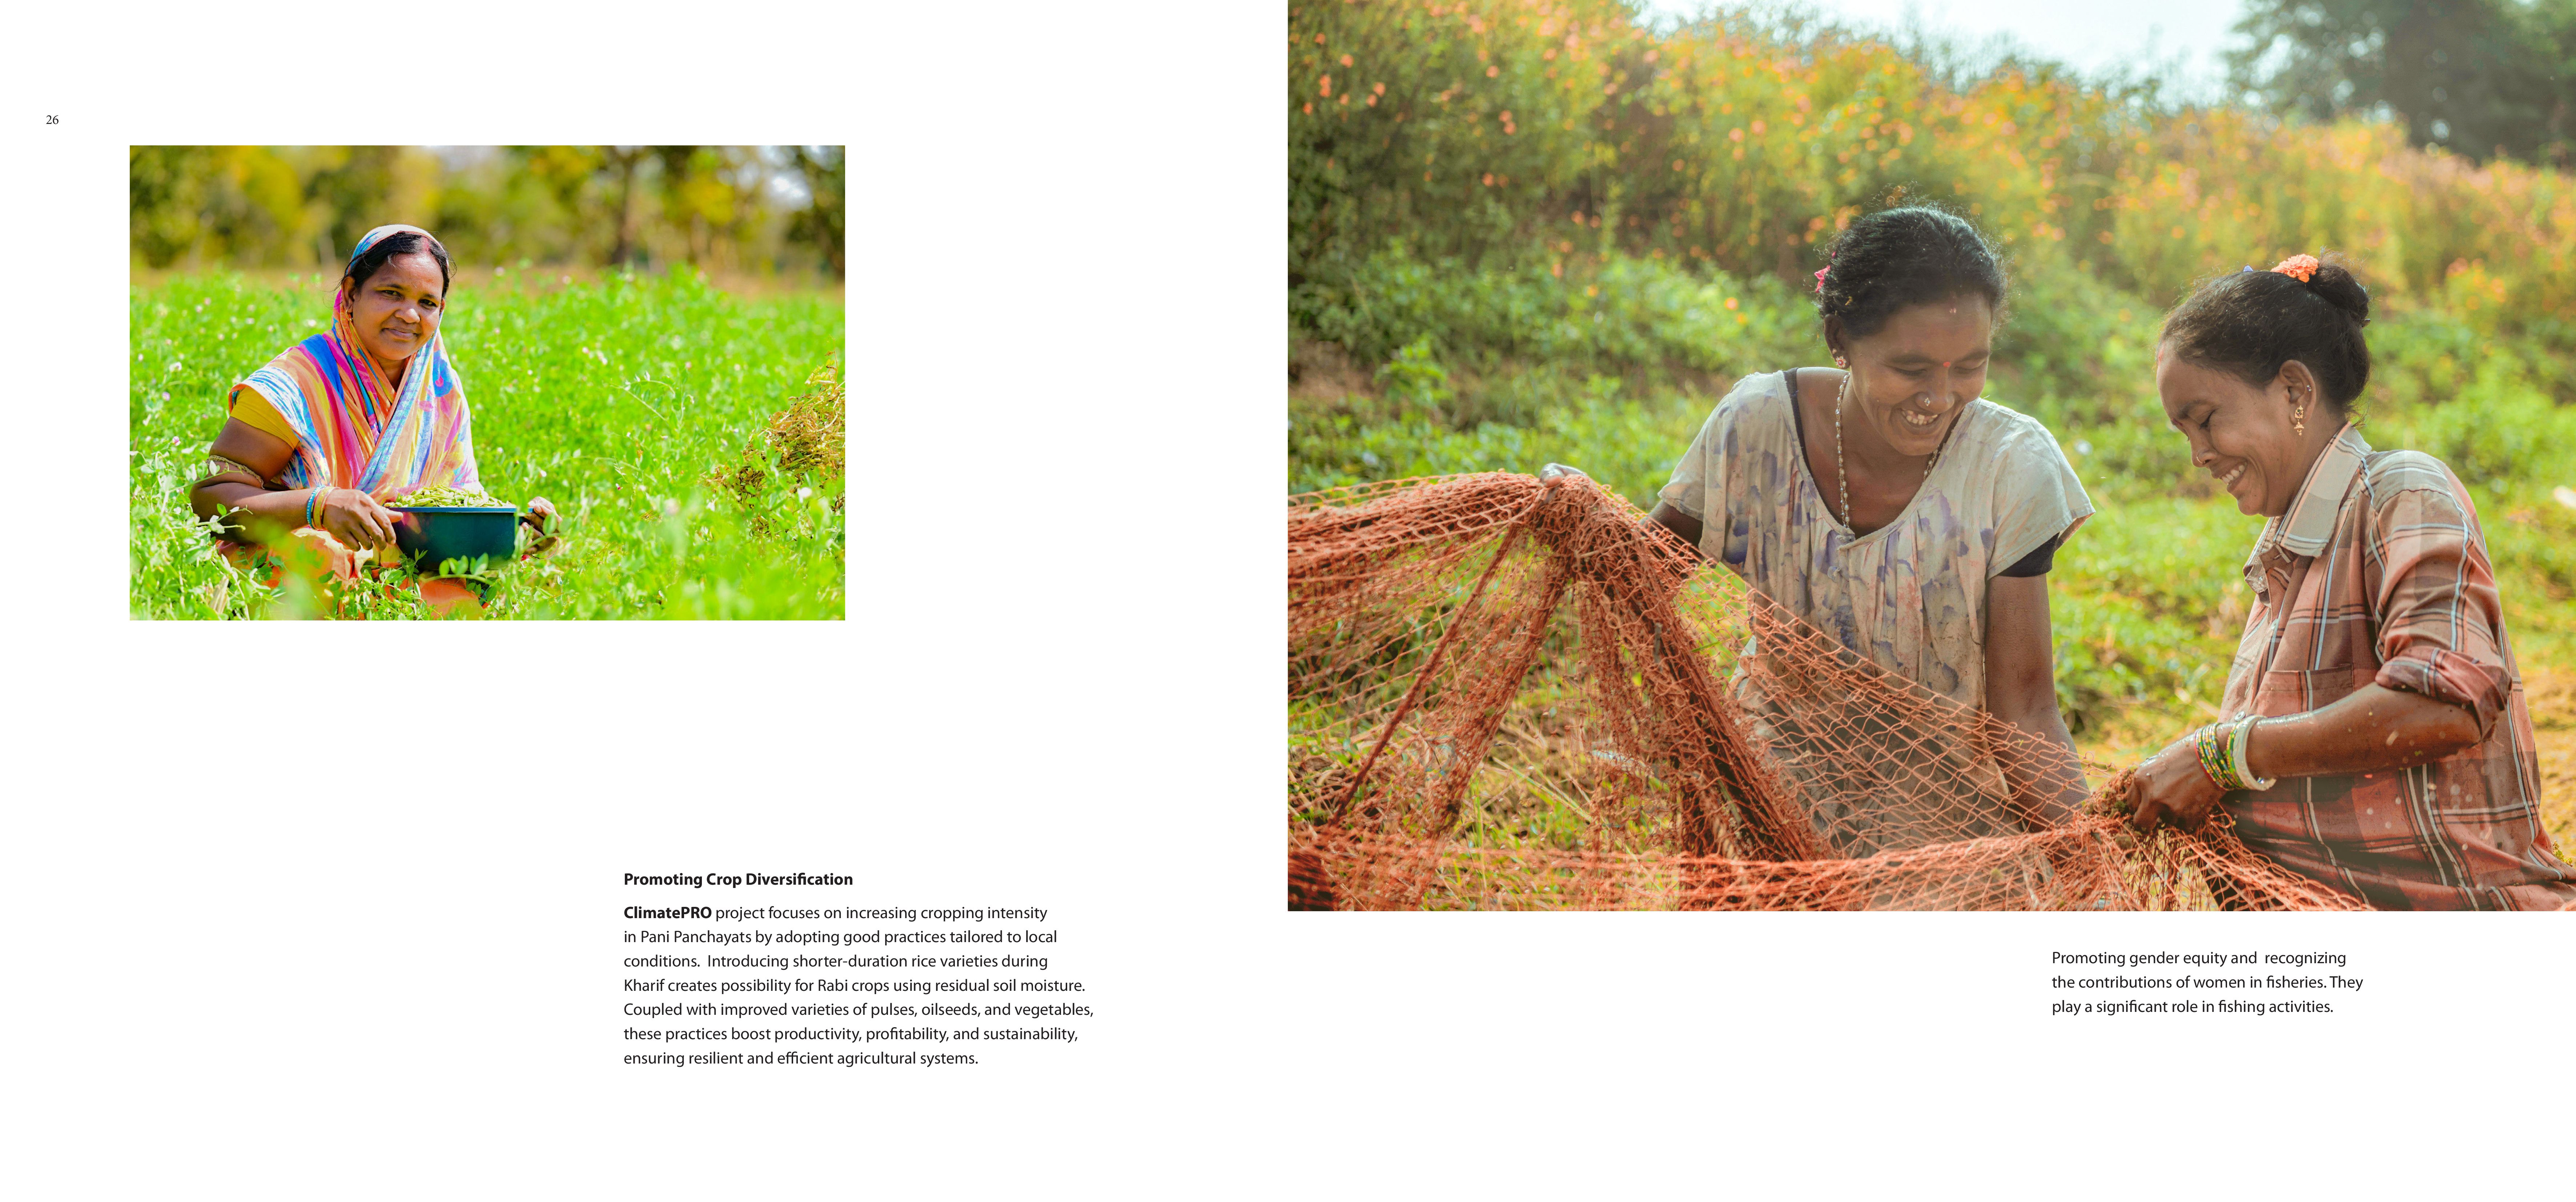 26
Promoting Crop Diversification
ClimatePRO project focuses on increasing cropping intensity
in Pani Panchayats by adopting good practices tailored to local
conditions.  Introducing shorter-duration rice varieties during
Kharif creates possibility for Rabi crops using residual soil moisture.
Coupled with improved varieties of pulses, oilseeds, and vegetables,
these practices boost productivity, profitability, and sustainability,
ensuring resilient and efficient agricultural systems.
Promoting gender equity and  recognizing
the contributions of women in fisheries. They
play a significant role in fishing activities.